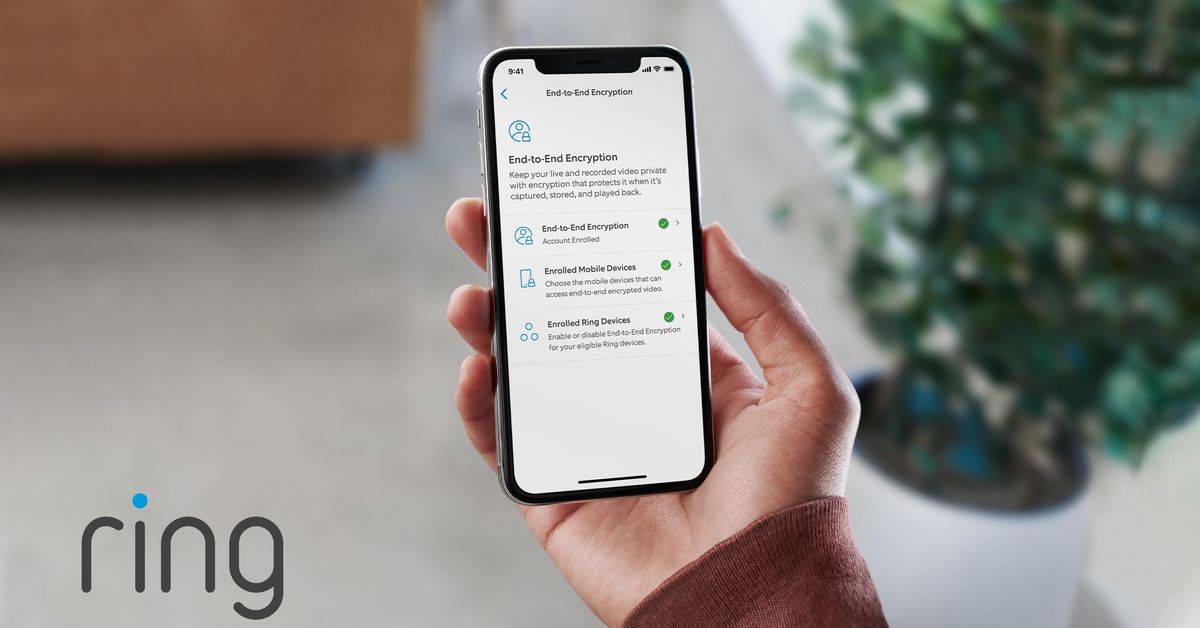 9:41
End-to-End Encryption
End-to-End Encryption
Keep your live and recorded video private
with encryption that protects it when it's
captured, stored, and played back.
End-to-End Encryption
Account Enrolled
Enrolled Mobile Devices
Choose the mobile devices that can
access end-to-end encrypted video.
Enrolled Ring Devices
Enable or disable End-to-End Encryption
for your eligible Ring devices.
ring